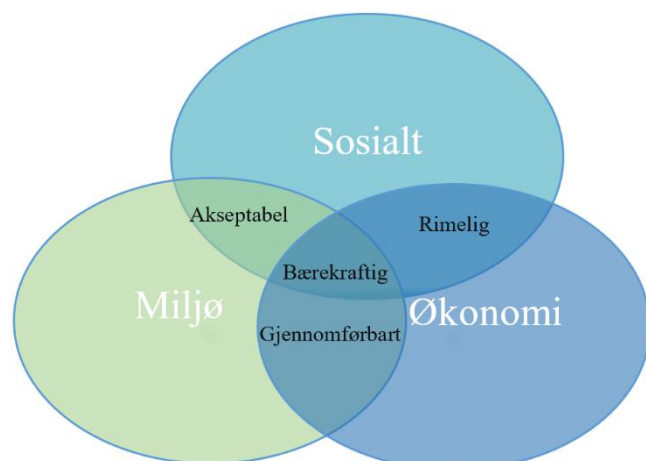 Sosialt
Akseptabel
Rimelig
Bærekraftig
Miljø
Økonomi
Gjennomførbart